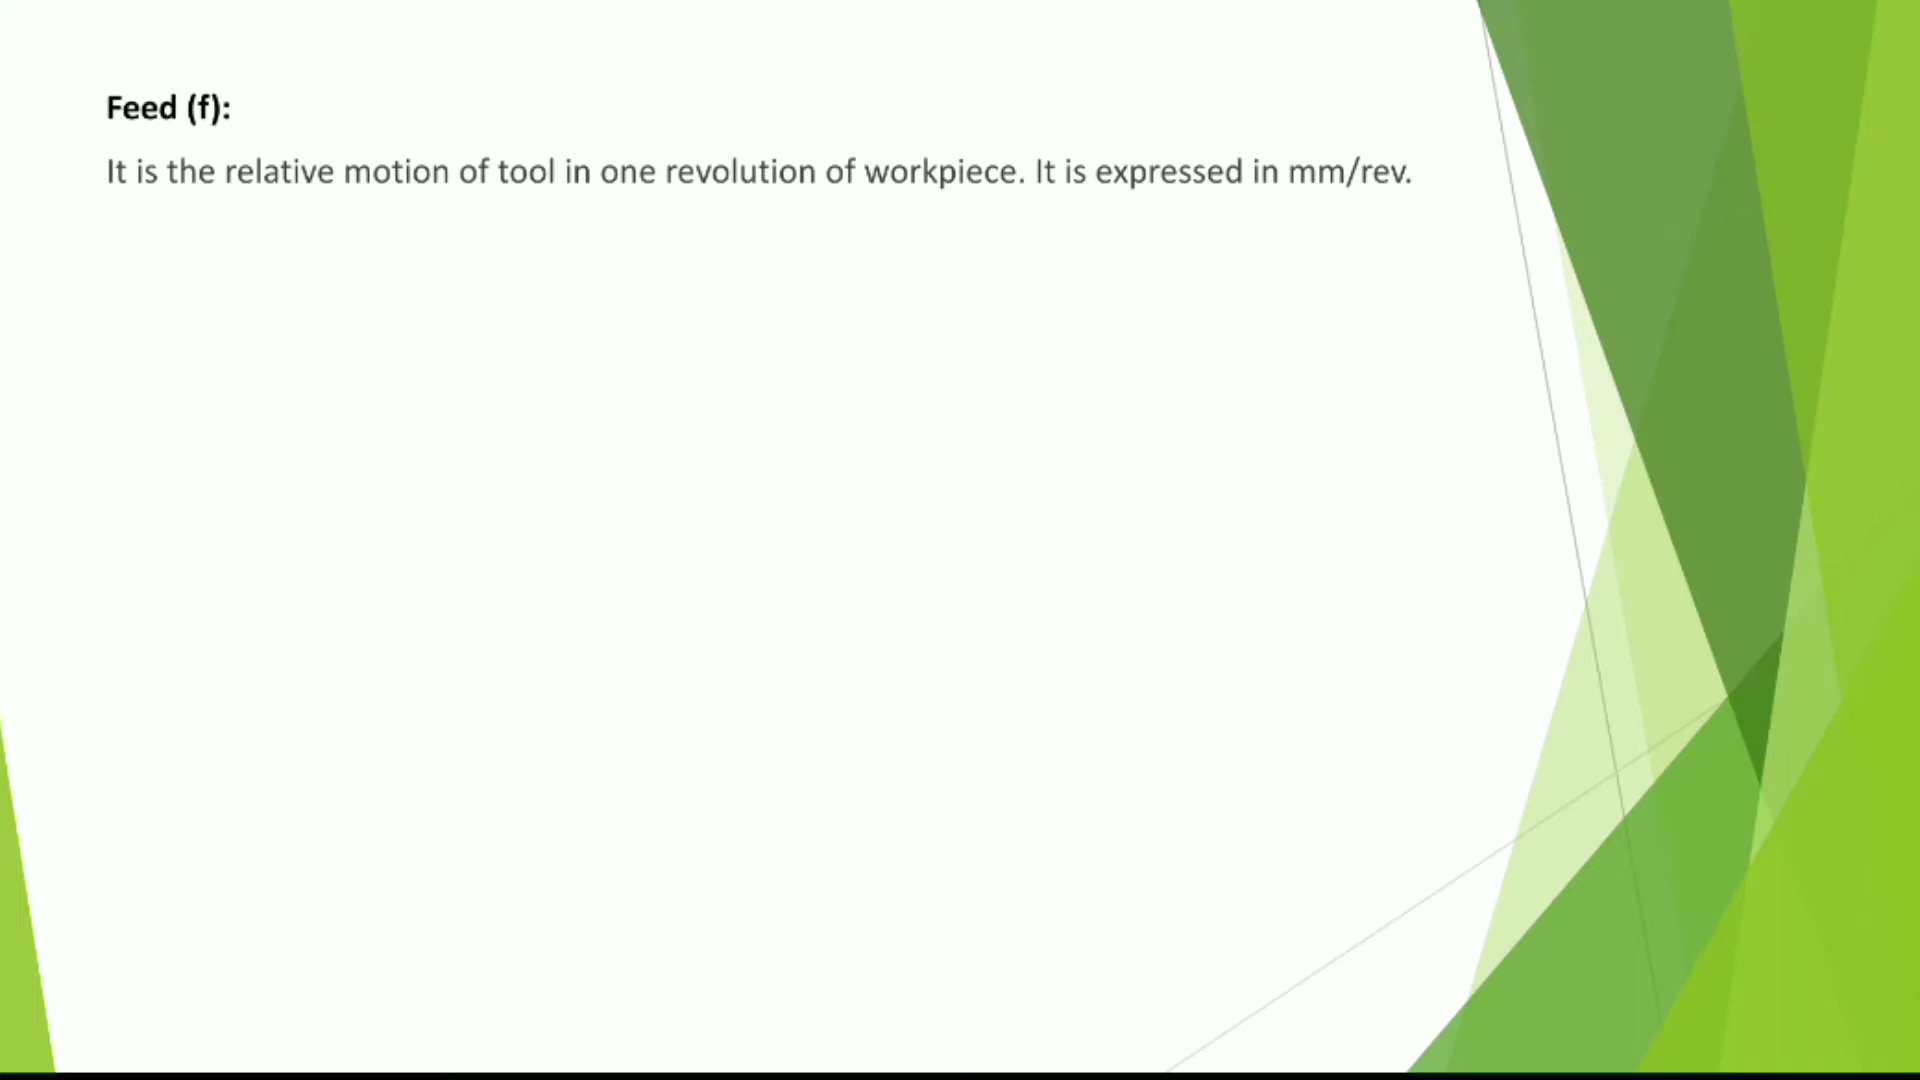 Feed (f):
It is the relative motion of tool in one revolution of workpiece. It is expressed in mm/rev.